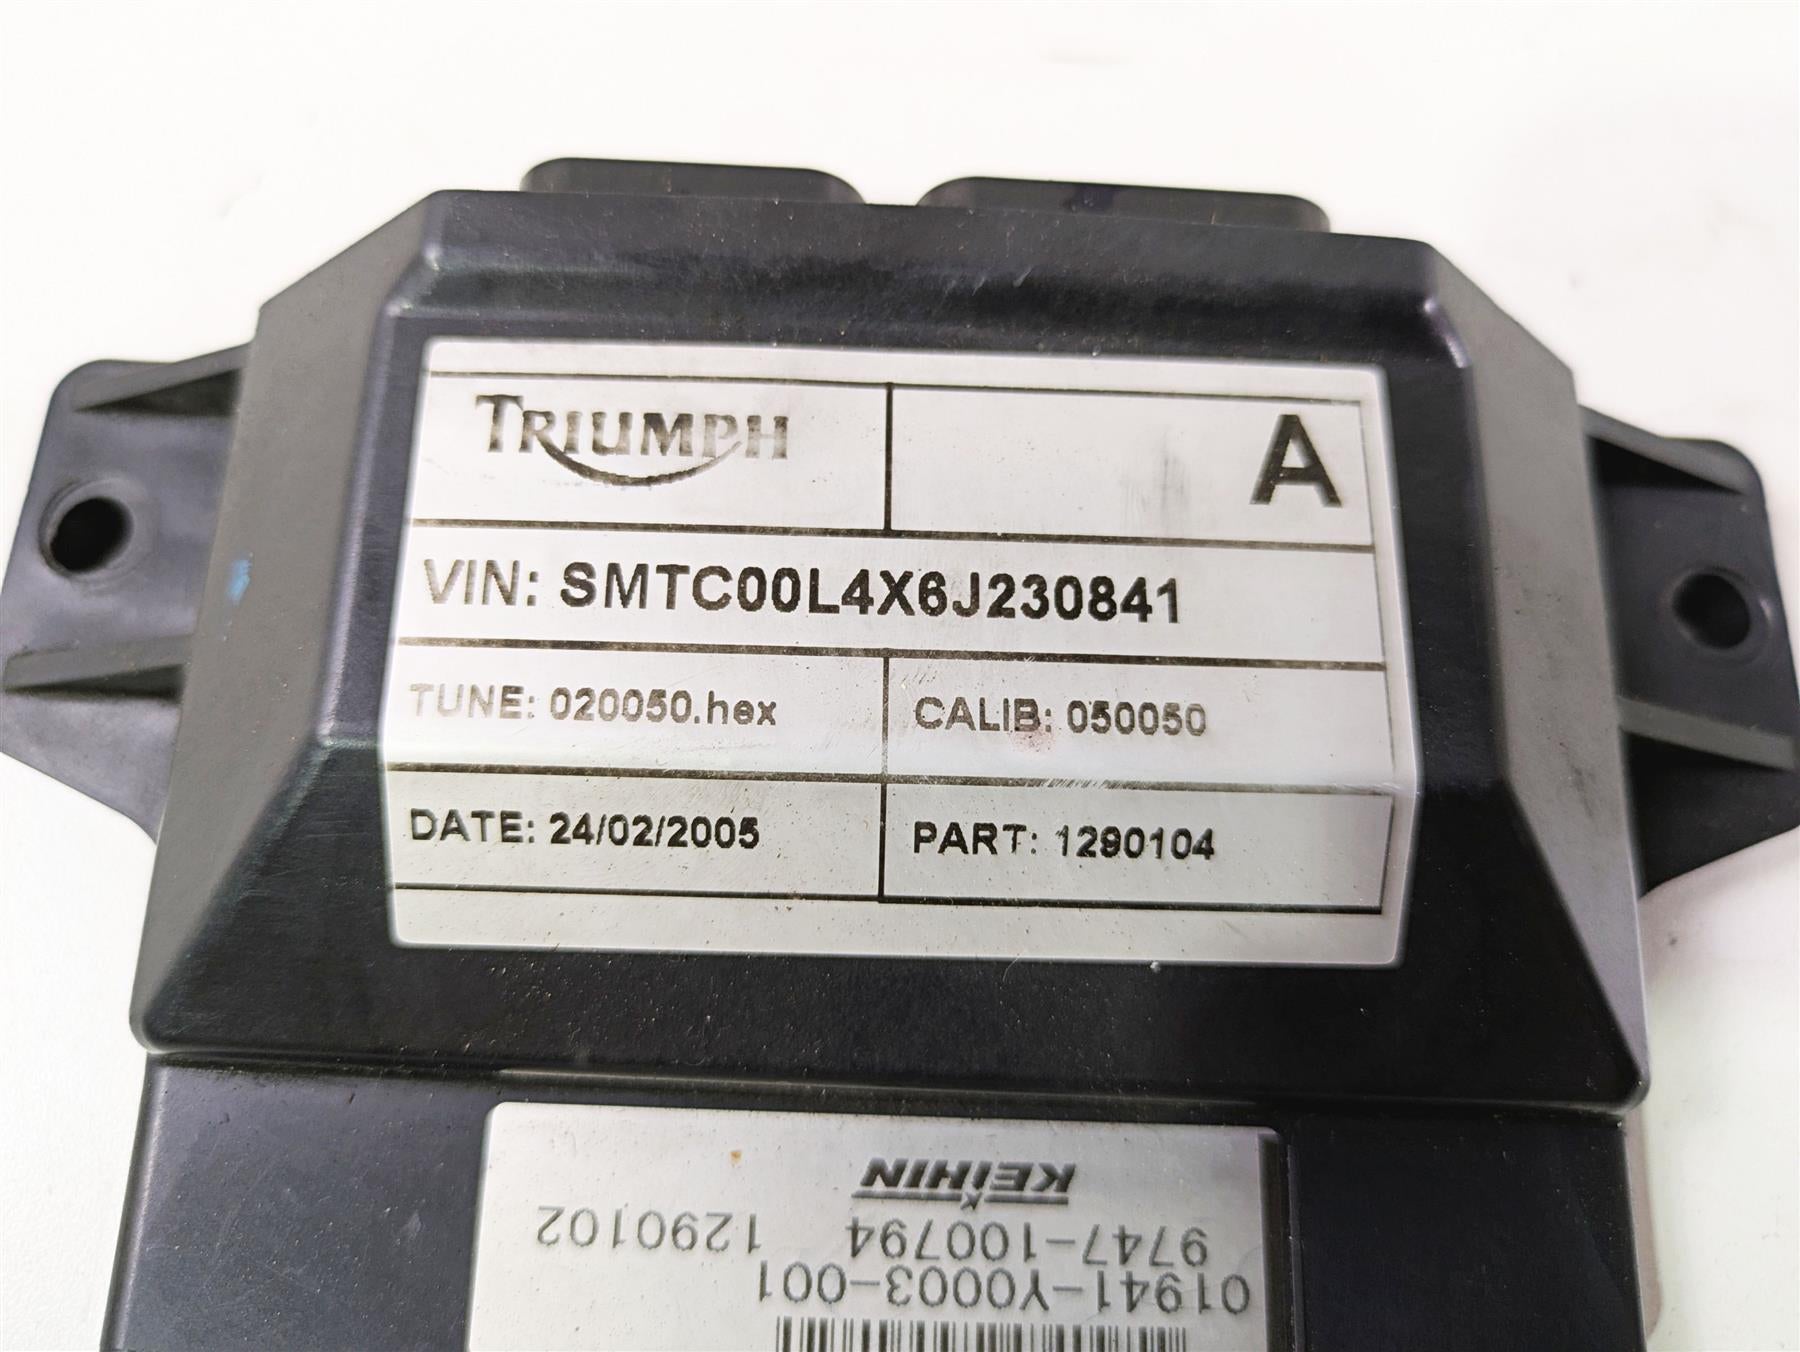 TRIUMPH A
VIN: SMTC00L4X6J230841
TUNE: 020050.hex CALIB: 050050
DATE: 24/02/2005 PART: 1290104
KEIHIN
9747-100794 1290102
01941-Y0003-001